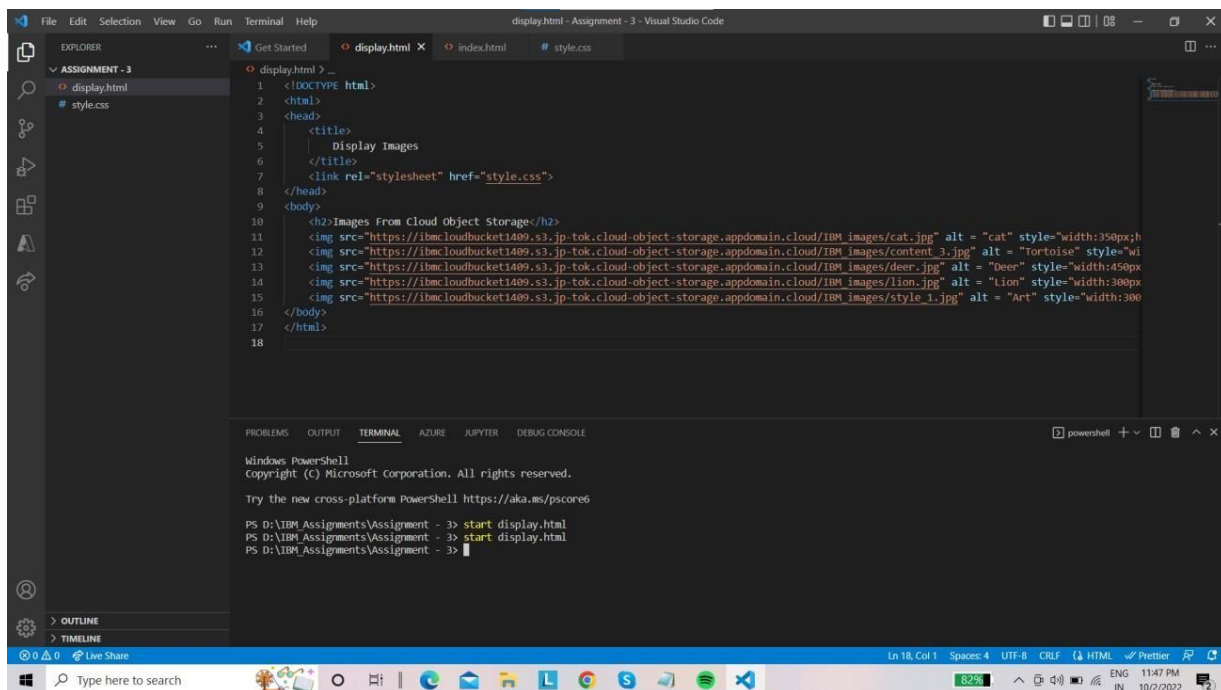 File Edit Selection View Go Run Terminal Help
display.html - Assignment - 3 - Visual Studio Code
EXPLORER
ASSIGNMENT - 3
display.html
# style.css
Get Started
display.html
index.html
# style.css
display.html > ...
1 <!DOCTYPE html>
2 <html>
3 <head>
4 <title>
5 Display Images
6 </title>
7 <link rel="stylesheet" href="style.css">
8 </head>
9 <body>
10 <h2>Images From Cloud Object Storage</h2>
11 <img src="https://ibmcloudbucket1409.s3.jp-tok.cloud-object-storage.appdomain.cloud/IBM_images/cat.jpg" alt = "cat" style="width:350px;h
12 <img src="https://ibmcloudbucket1409.s3.jp-tok.cloud-object-storage.appdomain.cloud/IBM_images/content_3.jpg" alt = "Tortoise" style="wi
13 <img src="https://ibmcloudbucket1409.s3.jp-tok.cloud-object-storage.appdomain.cloud/IBM_images/deer.jpg" alt = "Deer" style="width:450px
14 <img src="https://ibmcloudbucket1409.s3.jp-tok.cloud-object-storage.appdomain.cloud/IBM_images/lion.jpg" alt = "Lion" style="width:300px
15 <img src="https://ibmcloudbucket1409.s3.jp-tok.cloud-object-storage.appdomain.cloud/IBM_images/style_1.jpg" alt = "Art" style="width:300
16 </body>
17 </html>
18
PROBLEMS OUTPUT TERMINAL AZURE JUPYTER DEBUG CONSOLE
powershell
Windows PowerShell
Copyright (C) Microsoft Corporation. All rights reserved.
Try the new cross-platform PowerShell https://aka.ms/pscore6
PS D:\IBM_Assignments\Assignment - 3> start display.html
PS D:\IBM_Assignments\Assignment - 3> start display.html
PS D:\IBM_Assignments\Assignment - 3>
OUTLINE
TIMELINE
0 0 Live Share
Ln 18, Col 1 Spaces: 4 UTF-8 CRLF HTML Prettier
Type here to search
82%
ENG 11:47 PM
IN 10/2/2022